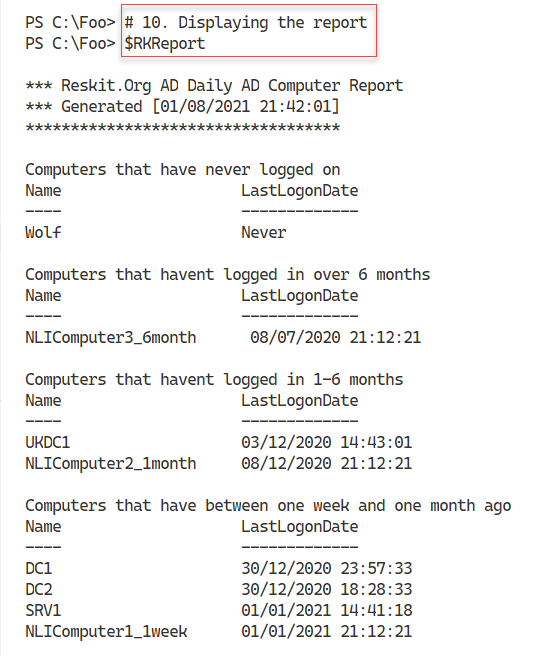 PS C:\Foo> # 10. Displaying the report
PS C:\Foo> $RKReport
*** Reskit.Org AD Daily AD Computer Report
*** Generated [01/08/2021 21:42:01]
***********************************
Computers that have never logged on
Name                    LastLogonDate
----                    -------------
Wolf                    Never
Computers that havent logged in over 6 months
Name                    LastLogonDate
----                    -------------
NLIComputer3_6month      08/07/2020 21:12:21
Computers that havent logged in 1-6 months
Name                    LastLogonDate
----                    -------------
UKDC1                   03/12/2020 14:43:01
NLIComputer2_1month     08/12/2020 21:12:21
Computers that have between one week and one month ago
Name                    LastLogonDate
----                    -------------
DC1                     30/12/2020 23:57:33
DC2                     30/12/2020 18:28:33
SRV1                    01/01/2021 14:41:18
NLIComputer1_1week      01/01/2021 21:12:21